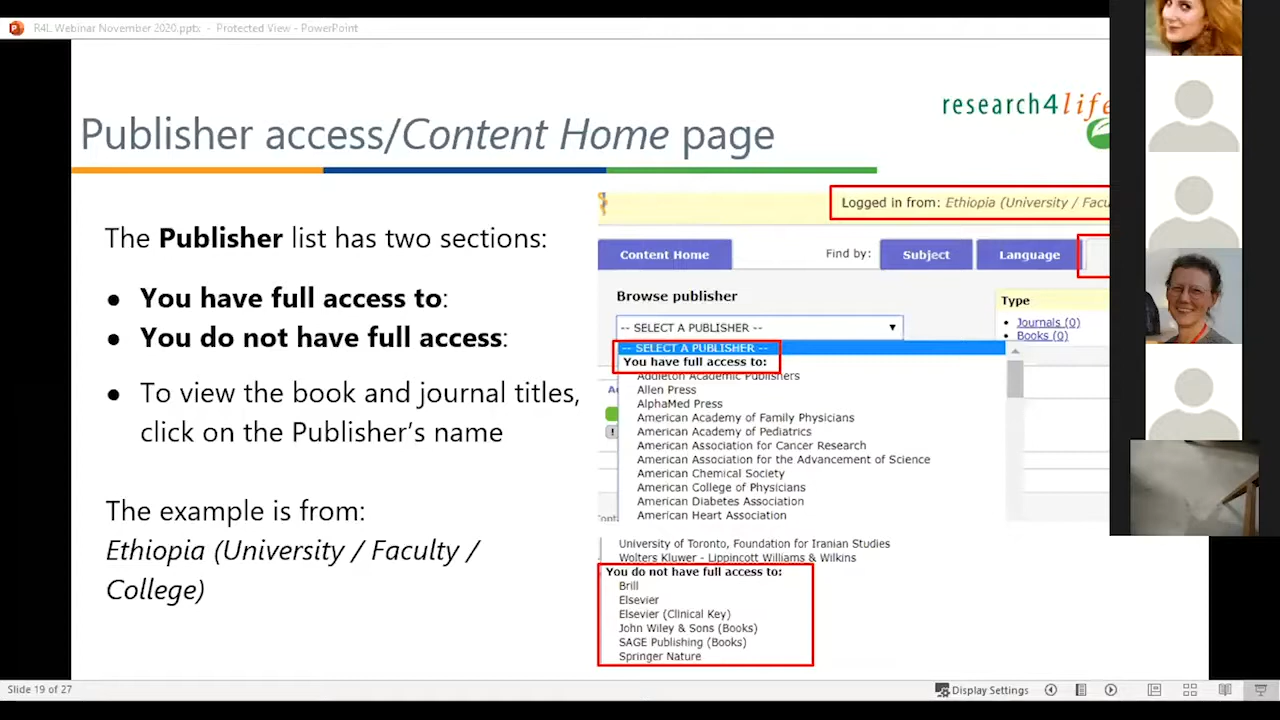 R4L Webinar November 2020.pptx - Protected View - PowerPoint
research4life
Publisher access/Content Home page
The Publisher list has two sections:
● You have full access to:
● You do not have full access:
● To view the book and journal titles,
click on the Publisher's name
The example is from:
Ethiopia (University / Faculty /
College)
Logged in from: Ethiopia (University / Facu
Content Home
Find by:
Subject
Language
Browse publisher
-- SELECT A PUBLISHER --
Type
• Journals (0)
• Books (0)
-- SELECT A PUBLISHER --
You have full access to:
Addleton Academic Publishers
Allen Press
AlphaMed Press
American Academy of Family Physicians
American Academy of Pediatrics
American Association for Cancer Research
American Association for the Advancement of Science
American Chemical Society
American College of Physicians
American Diabetes Association
American Heart Association
University of Toronto, Foundation for Iranian Studies
Wolters Kluwer - Lippincott Williams & Wilkins
You do not have full access to:
Brill
Elsevier
Elsevier (Clinical Key)
John Wiley & Sons (Books)
SAGE Publishing (Books)
Springer Nature
Slide 19 of 27
Display Settings